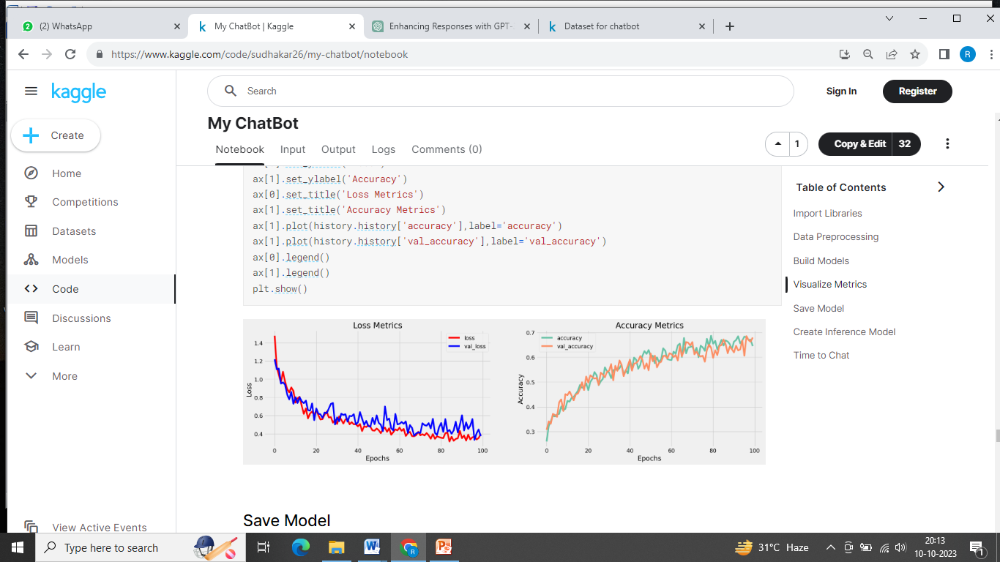 (2) WhatsApp
My ChatBot | Kaggle
Enhancing Responses with GPT-
Dataset for chatbot
https://www.kaggle.com/code/sudhakar26/my-chatbot/notebook
R
kaggle
Search
Sign In
Register
Create
Home
Competitions
Datasets
Models
Code
Discussions
Learn
More
View Active Events
My ChatBot
1
Copy & Edit 32
Notebook Input Output Logs Comments (0)
ax[1].set_ylabel('Accuracy')
ax[0].set_title('Loss Metrics')
ax[1].set_title('Accuracy Metrics')
ax[1].plot(history.history['accuracy'],label='accuracy')
ax[1].plot(history.history['val_accuracy'],label='val_accuracy')
ax[0].legend()
ax[1].legend()
plt.show()
Loss Metrics
loss
val_loss
1.4
1.2
1.0
0.8
0.6
0.4
Loss
0 20 40 60 80 100
Epochs
Accuracy Metrics
accuracy
val_accuracy
0.7
0.6
0.5
0.4
0.3
Accuracy
0 20 40 60 80 100
Epochs
Save Model
Table of Contents
Import Libraries
Data Preprocessing
Build Models
Visualize Metrics
Save Model
Create Inference Model
Time to Chat
Type here to search
31°C Haze
20:13
10-10-2023
1